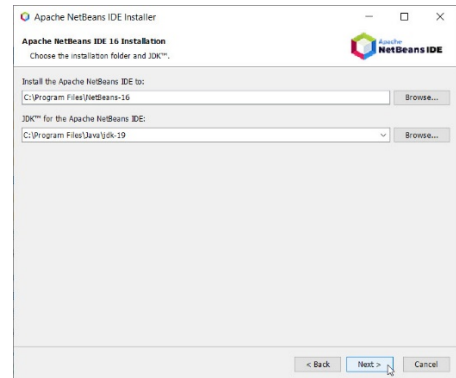 Apache NetBeans IDE Installer
Apache NetBeans IDE 16 Installation
Choose the installation folder and JDK™.
Apache
NetBeans IDE
Install the Apache NetBeans IDE to:
C:\Program Files\NetBeans-16
Browse...
JDK™ for the Apache NetBeans IDE:
C:\Program Files\Java\jdk-19
Browse...
< Back
Next >
Cancel